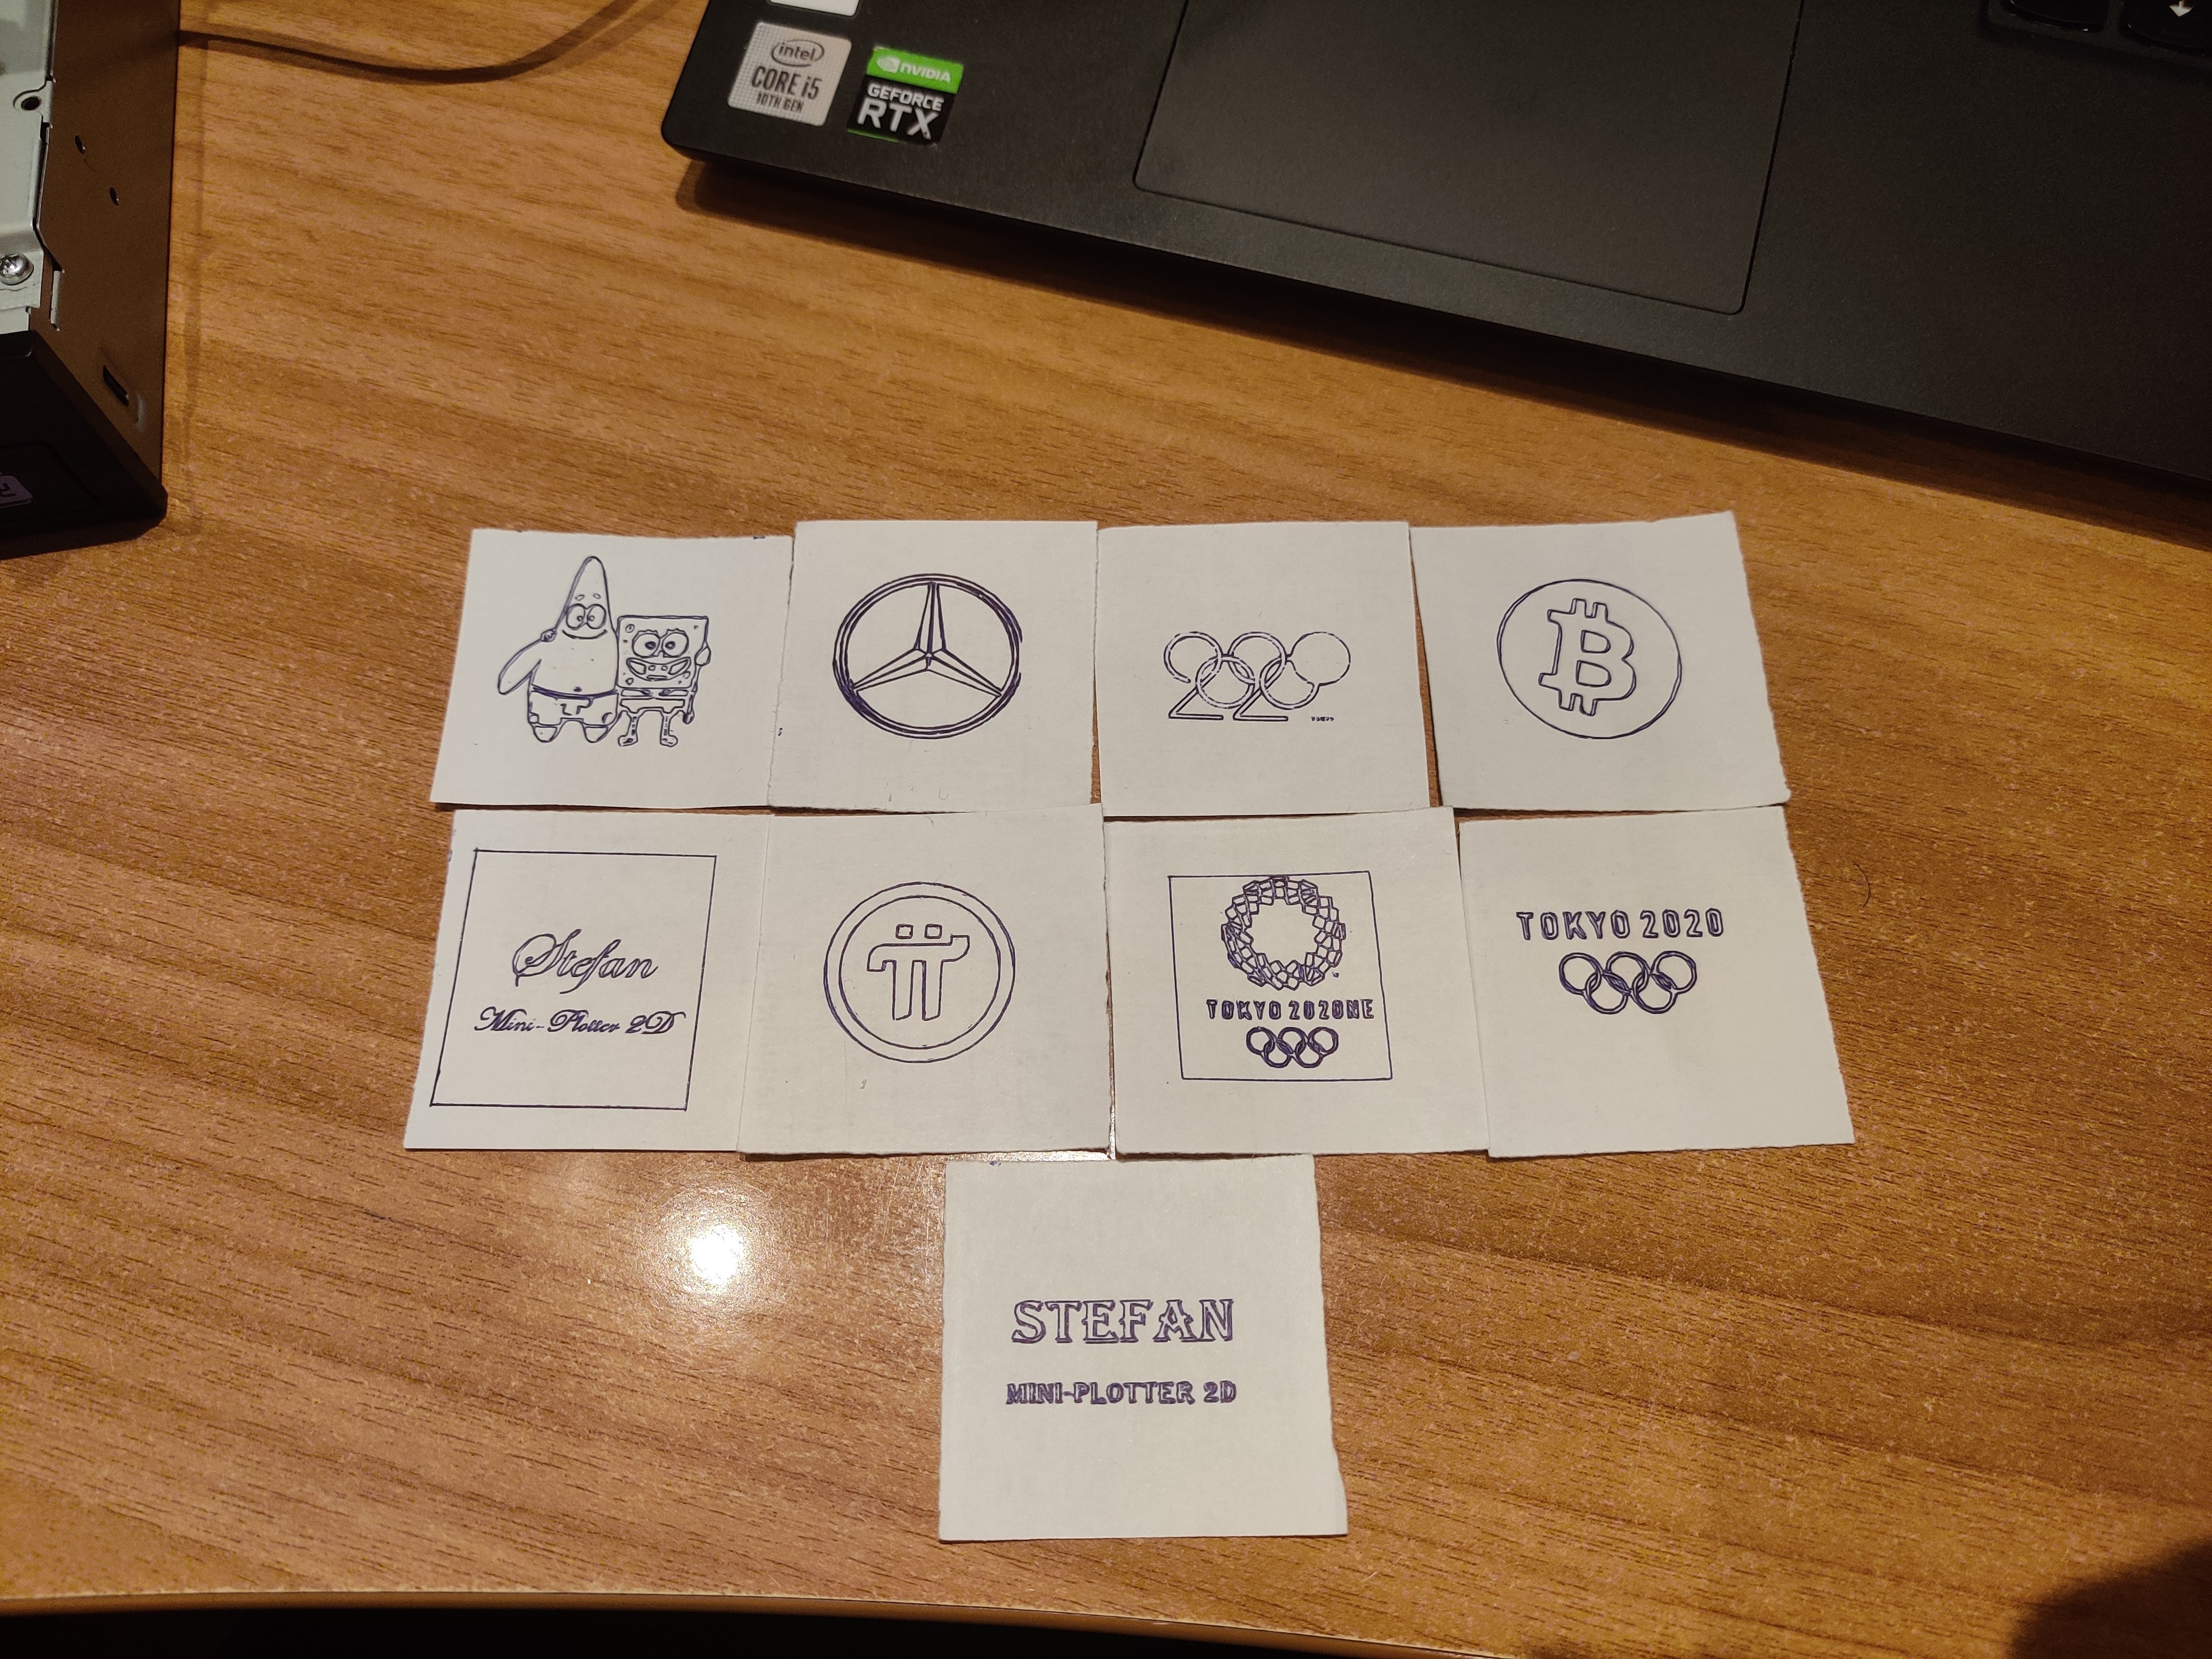 intel
CORE i5
10TH GEN
NVIDIA
GEFORCE
RTX
B
Stefan
Mini-Plotter 2D
TOKYO 2020NE
TOKYO 2020
STEFAN
MINI-PLOTTER 2D